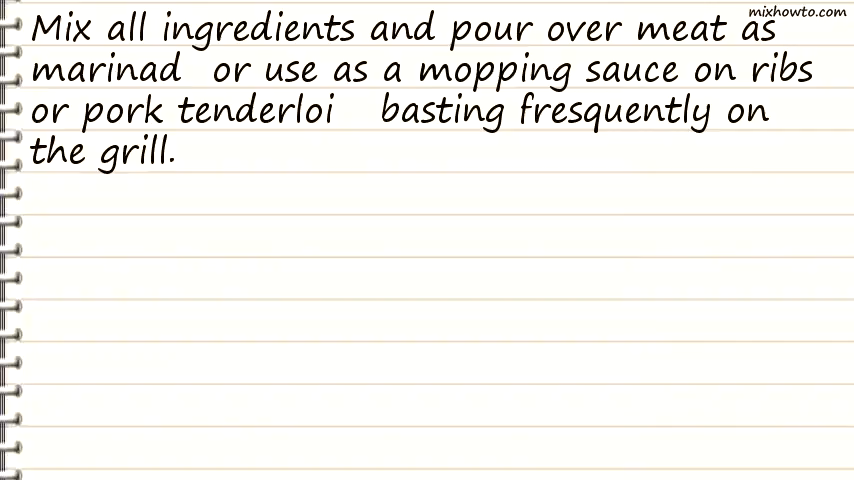 mixhowto.com
Mix all ingredients and pour over meat as
marinad or use as a mopping sauce on ribs
or pork tenderloi basting fresquently on
the grill.